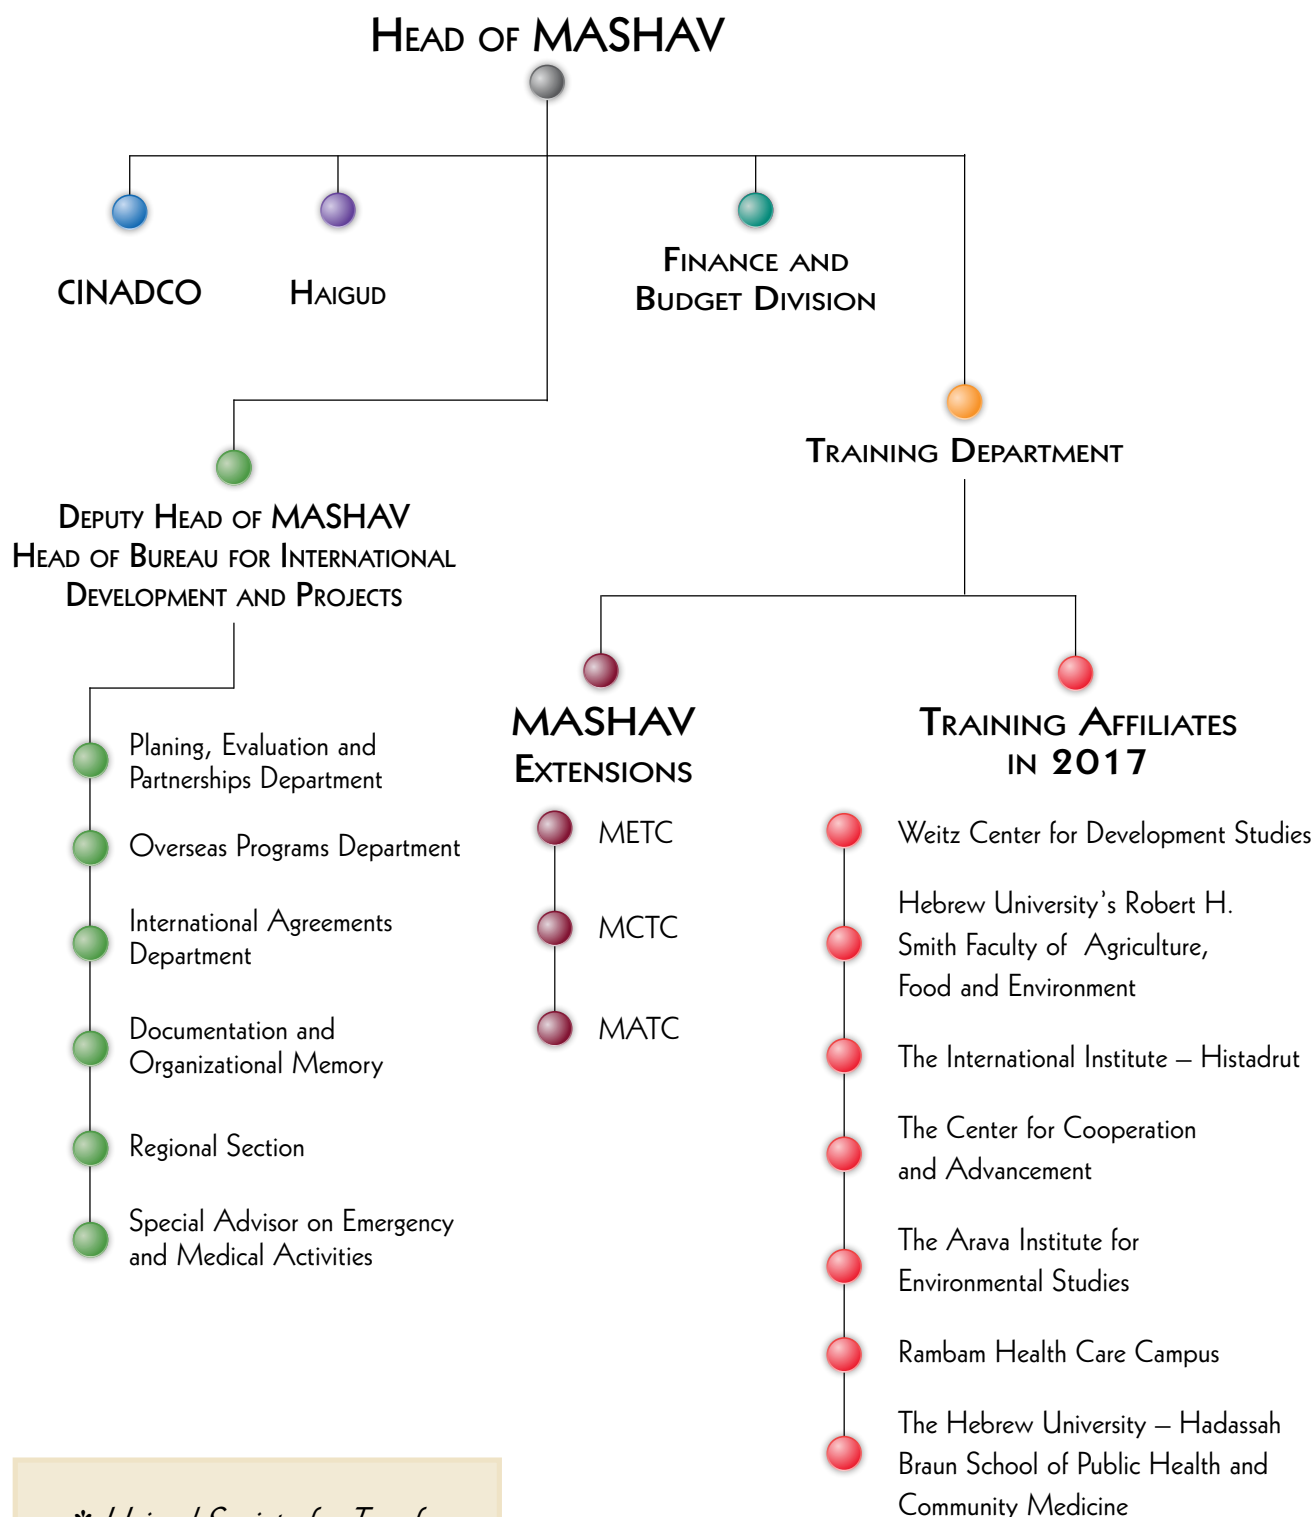 Head of MASHAV
CINADCO
Haigud
Finance and
Budget Division
Training Department
Deputy Head of MASHAV
Head of Bureau for International
Development and Projects
Planing, Evaluation and
Partnerships Department
Overseas Programs Department
International Agreements
Department
Documentation and
Organizational Memory
Regional Section
Special Advisor on Emergency
and Medical Activities
MASHAV
Extensions
METC
MCTC
MATC
Training Affiliates
in 2017
Weitz Center for Development Studies
Hebrew University's Robert H.
Smith Faculty of Agriculture,
Food and Environment
The International Institute – Histadrut
The Center for Cooperation
and Advancement
The Arava Institute for
Environmental Studies
Rambam Health Care Campus
The Hebrew University – Hadassah
Braun School of Public Health and
Community Medicine